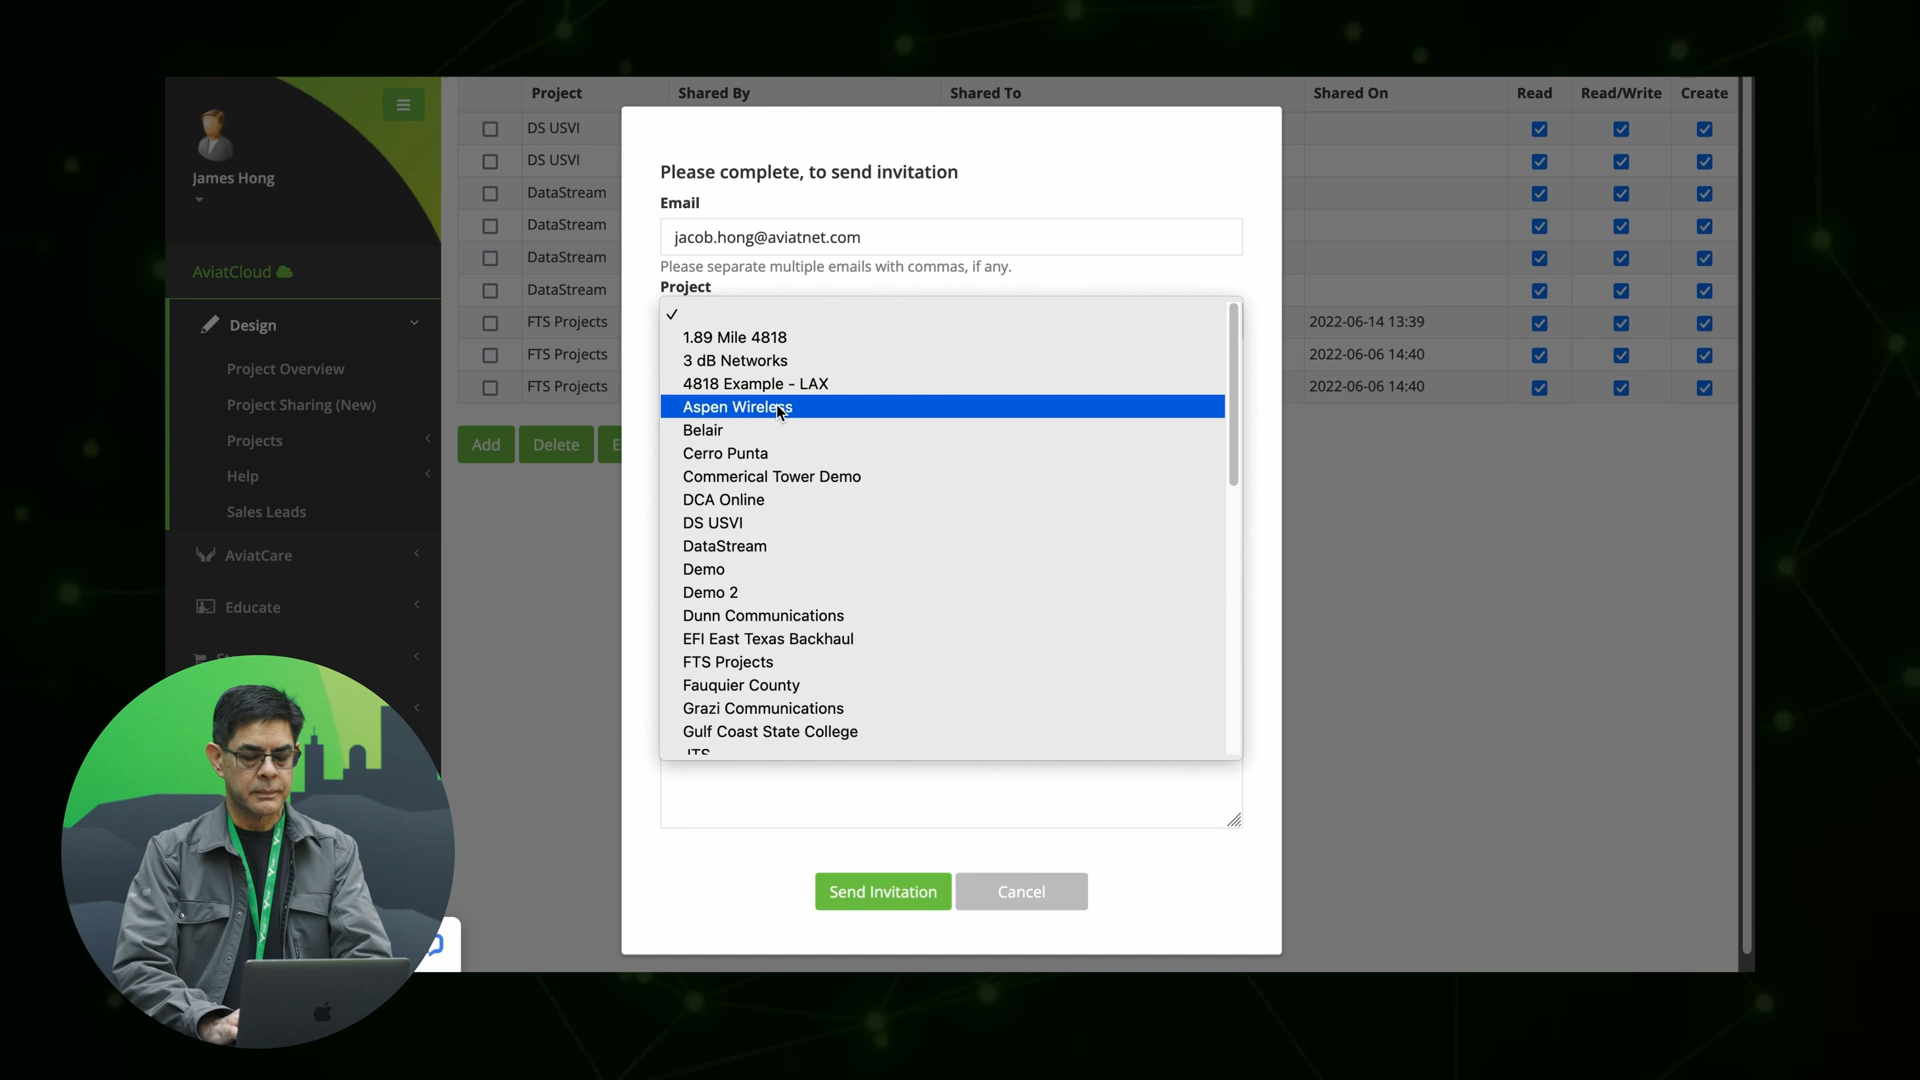 Project Shared By Shared To Shared On Read Read/Write Create
DS USVI
DS USVI
DataStream
DataStream
DataStream
DataStream
FTS Projects 2022-06-14 13:39
FTS Projects 2022-06-06 14:40
FTS Projects 2022-06-06 14:40
Add Delete E
James Hong
AviatCloud
Design
Project Overview
Project Sharing (New)
Projects
Help
Sales Leads
AviatCare
Educate
Please complete, to send invitation
Email
jacob.hong@aviatnet.com
Please separate multiple emails with commas, if any.
Project
1.89 Mile 4818
3 dB Networks
4818 Example - LAX
Aspen Wireless
Belair
Cerro Punta
Commerical Tower Demo
DCA Online
DS USVI
DataStream
Demo
Demo 2
Dunn Communications
EFI East Texas Backhaul
FTS Projects
Fauquier County
Grazi Communications
Gulf Coast State College
Send Invitation Cancel